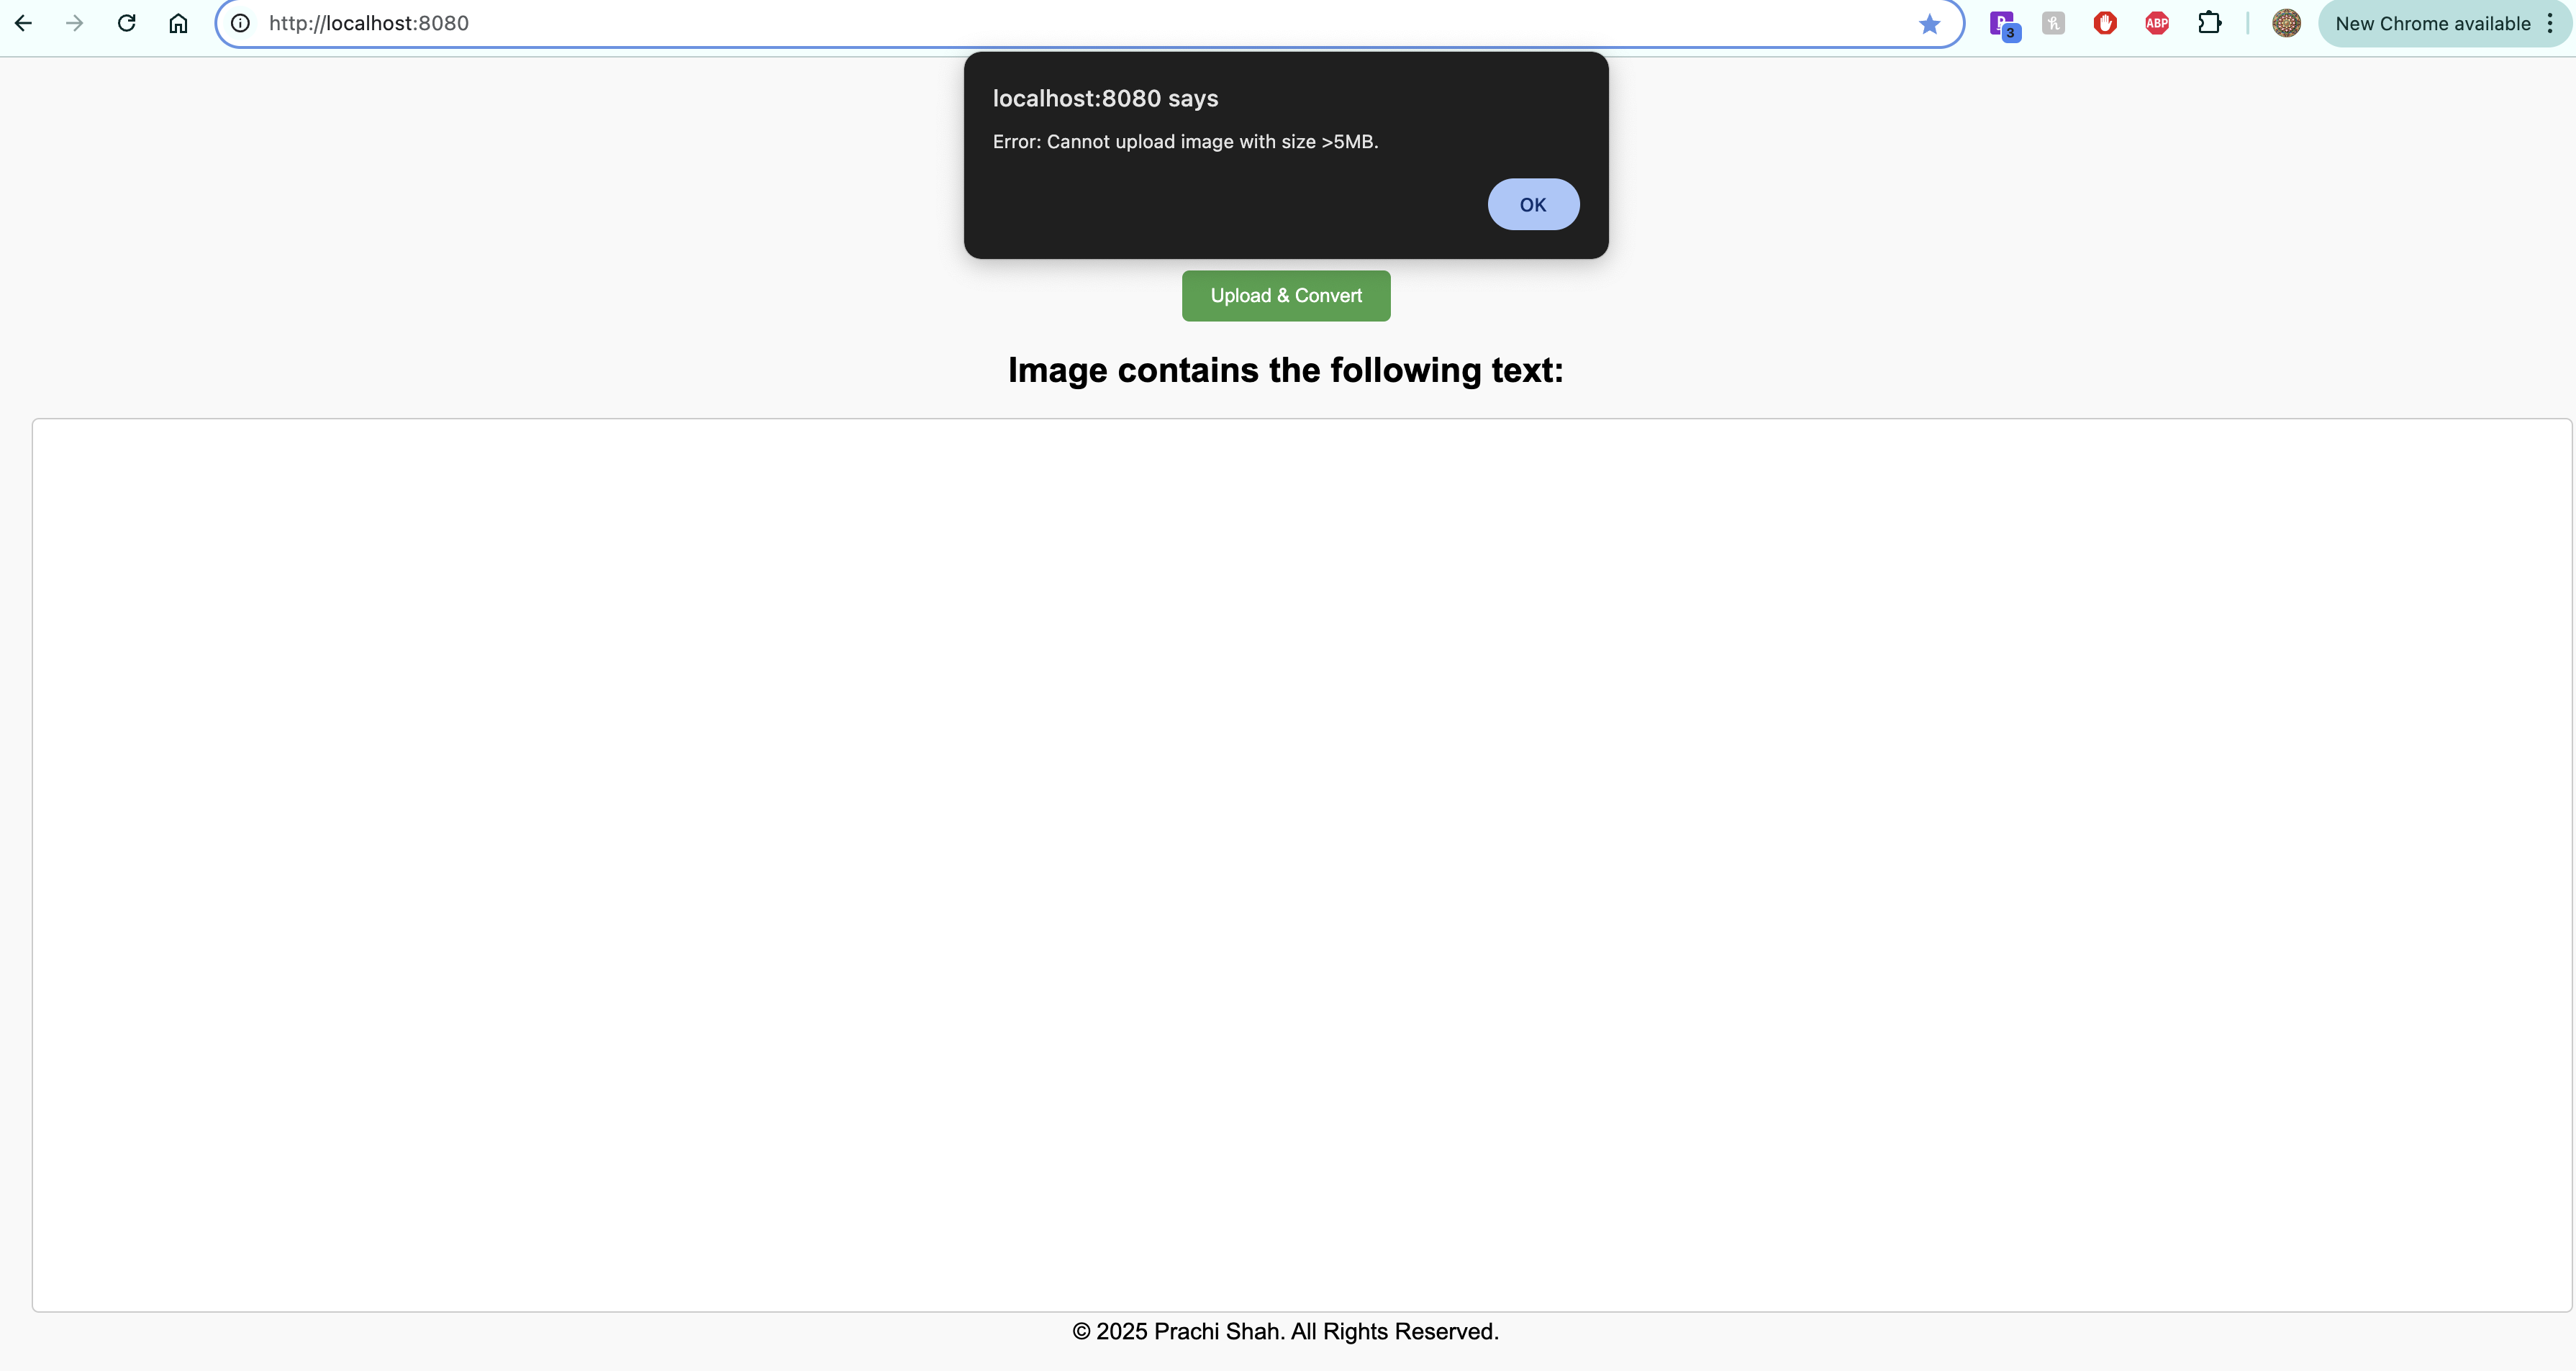 http://localhost:8080
3
ABP
New Chrome available
localhost:8080 says
Error: Cannot upload image with size >5MB.
OK
Upload & Convert
Image contains the following text:
© 2025 Prachi Shah. All Rights Reserved.